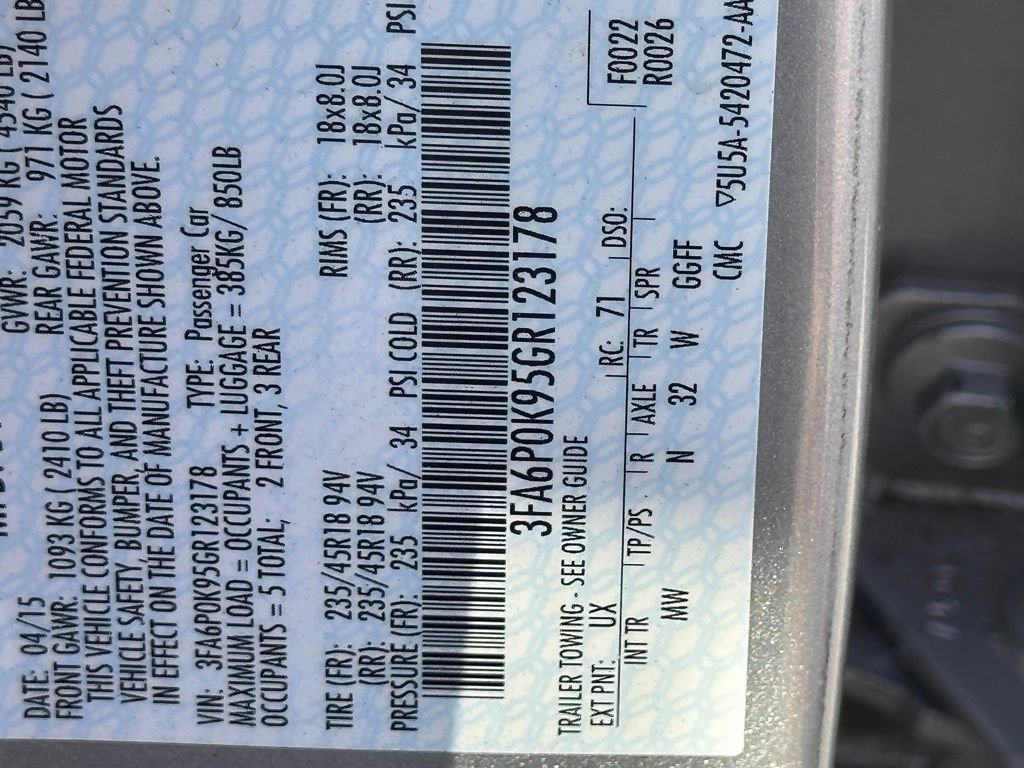 DATE: 04/15 GVWR: 2059 KG ( 4540 LB)
FRONT GAWR: 1093 KG ( 2410 LB) REAR GAWR: 971 KG ( 2140 LB
THIS VEHICLE CONFORMS TO ALL APPLICABLE FEDERAL MOTOR
VEHICLE SAFETY, BUMPER, AND THEFT PREVENTION STANDARDS
IN EFFECT ON THE DATE OF MANUFACTURE SHOWN ABOVE.
VIN: 3FA6P0K95GR123178 TYPE: Passenger Car
MAXIMUM LOAD = OCCUPANTS + LUGGAGE = 385KG/ 850LB
OCCUPANTS = 5 TOTAL; 2 FRONT, 3 REAR
TIRE (FR): 235/45R18 94V RIMS (FR): 18x8.0J
(RR): 235/45R18 94V (RR): 18x8.0J
PRESSURE (FR): 235 kPa/ 34 PSI COLD (RR): 235 kPa/ 34 PSI
3FA6P0K95GR123178
TRAILER TOWING - SEE OWNER GUIDE
F0022
EXT PNT: UX RC: 71 DSO: R0026
INT TR TP/PS R AXLE TR SPR
MW N 32 W GGFF
CMC ▽5U5A-5420472-AA